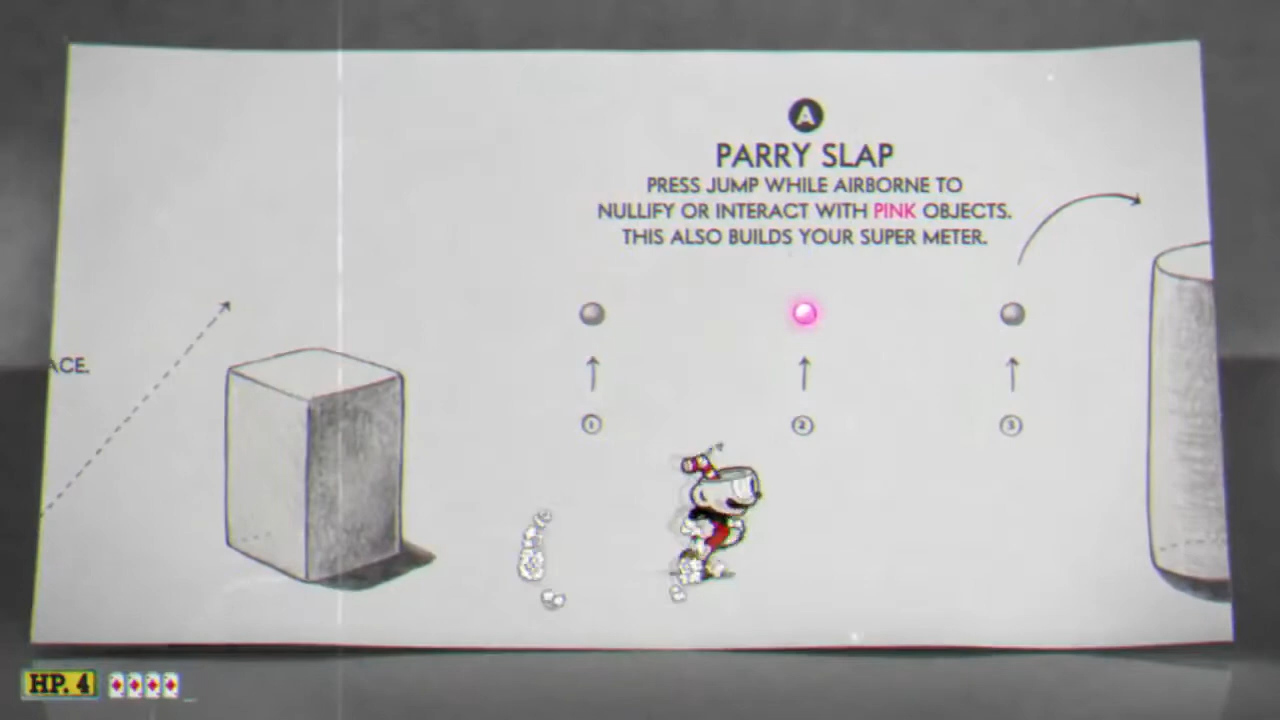 A
PARRY SLAP
PRESS JUMP WHILE AIRBORNE TO
NULLIFY OR INTERACT WITH PINK OBJECTS.
THIS ALSO BUILDS YOUR SUPER METER.
ACE.
1 2 3
HP. 4